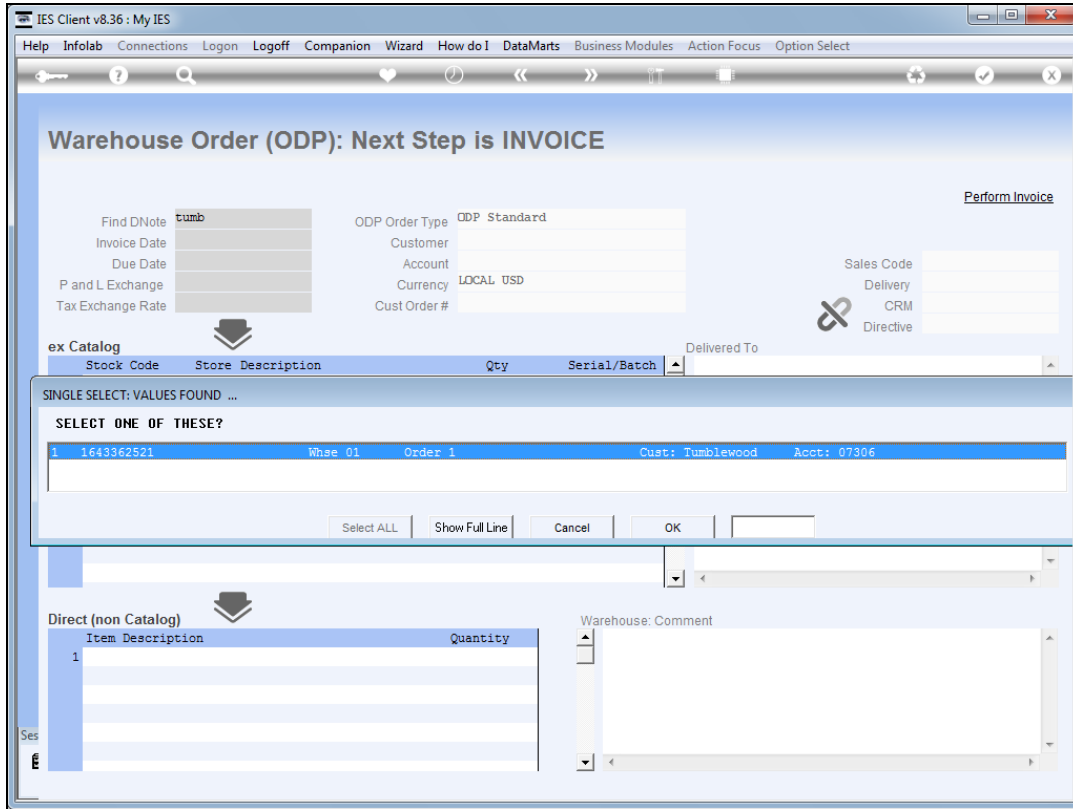 IES Client v8.36 : My IES
Help Infolab Connections Logon Logoff Companion Wizard How do I DataMarts Business Modules Action Focus Option Select
Warehouse Order (ODP): Next Step is INVOICE
Perform Invoice
Find DNote tumb ODP Order Type ODP Standard
Invoice Date Customer
Due Date Account Sales Code
P and L Exchange Currency LOCAL USD Delivery
Tax Exchange Rate Cust Order # CRM
Directive
ex Catalog Delivered To
Stock Code Store Description Qty Serial/Batch
SINGLE SELECT: VALUES FOUND ...
SELECT ONE OF THESE?
1 1643362521 Whse 01 Order 1 Cust: Tumblewood Acct: 07306
Select ALL Show Full Line Cancel OK
Direct (non Catalog) Warehouse: Comment
Item Description Quantity
1
Ses